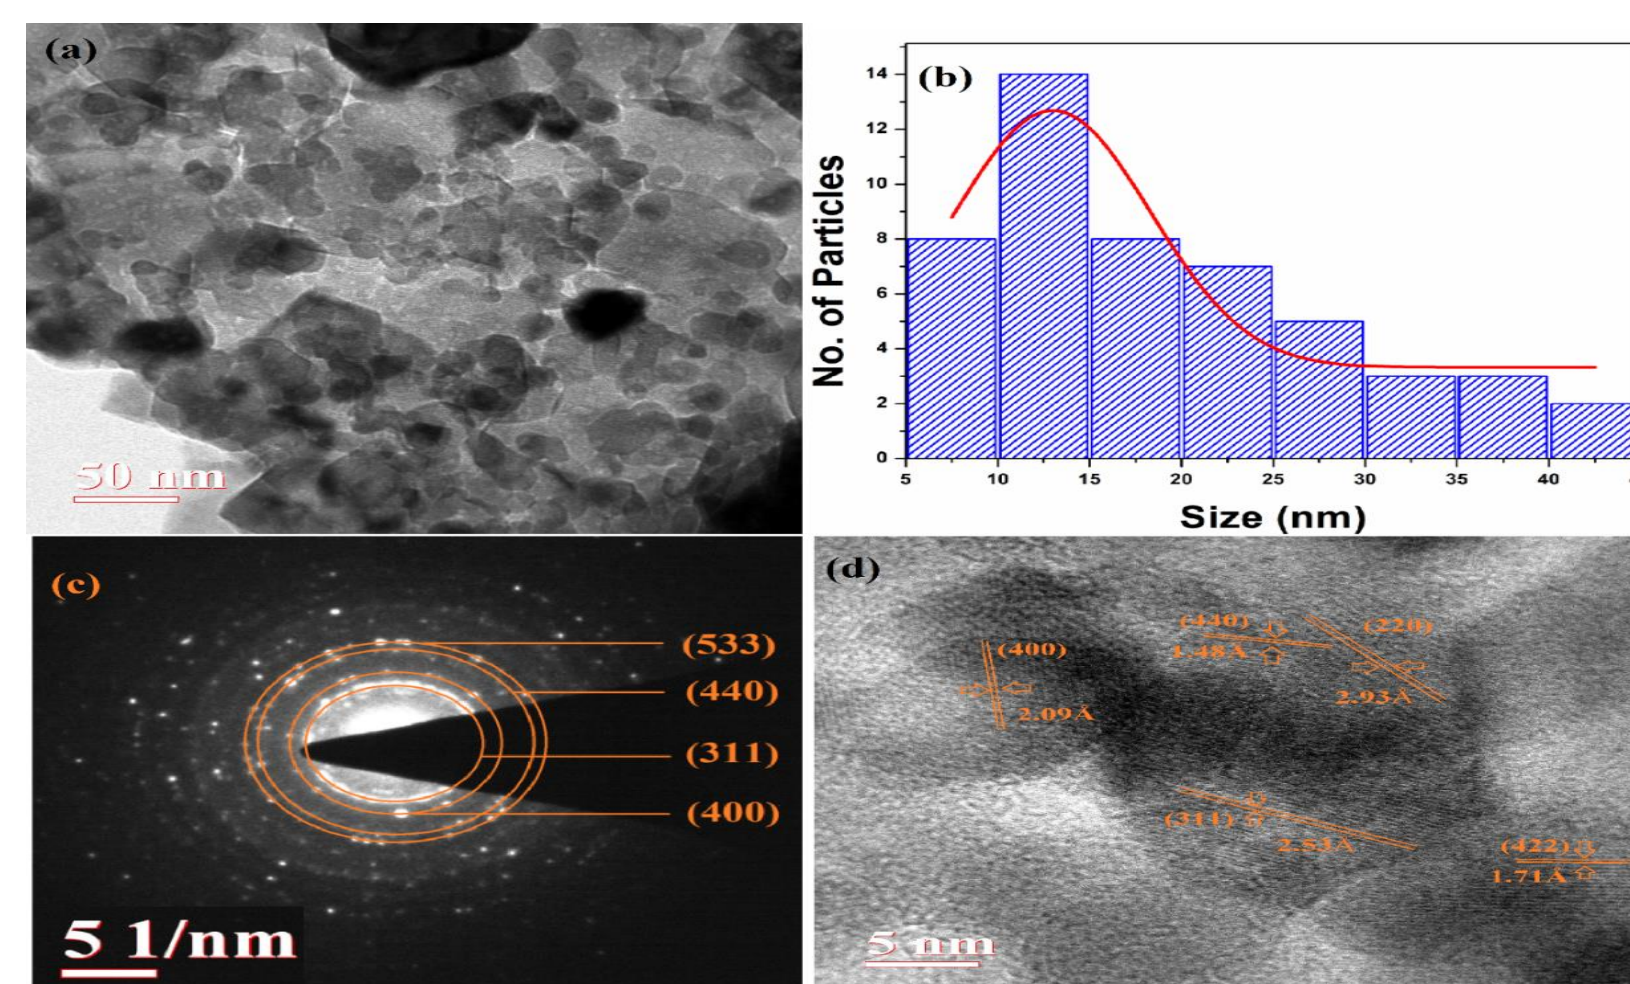 (a)
50 nm
(b)
No. of Particles
14
12
10
8
6
4
2
0
5 10 15 20 25 30 35 40
Size (nm)
(c)
(533)
(440)
(311)
(400)
5 1/nm
(d)
(440)
1.48Å
(220)
2.93Å
(400)
2.09Å
(311)
2.53Å
(422)
1.71Å
5 nm